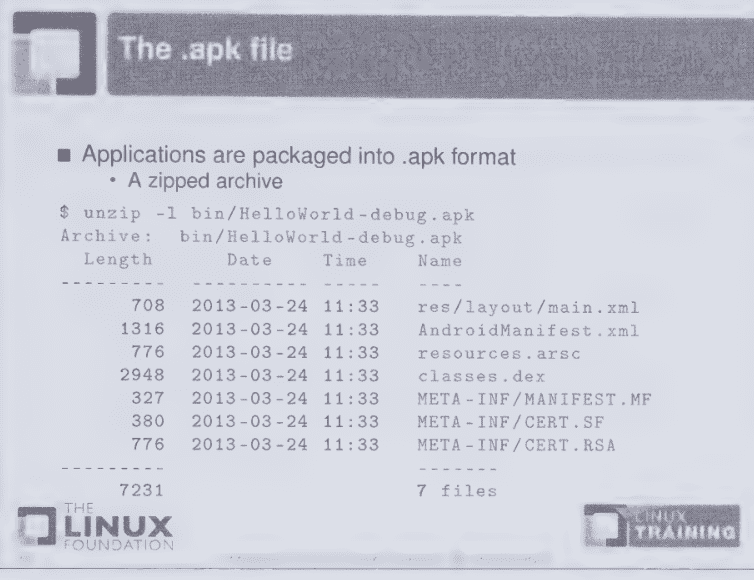 The .apk file
■ Applications are packaged into .apk format
• A zipped archive
$ unzip -l bin/HelloWorld-debug.apk
Archive:  bin/HelloWorld-debug.apk
  Length      Date    Time    Name
---------  ---------- -----   ----
      708  2013-03-24 11:33   res/layout/main.xml
     1316  2013-03-24 11:33   AndroidManifest.xml
      776  2013-03-24 11:33   resources.arsc
     2948  2013-03-24 11:33   classes.dex
      327  2013-03-24 11:33   META-INF/MANIFEST.MF
      380  2013-03-24 11:33   META-INF/CERT.SF
      776  2013-03-24 11:33   META-INF/CERT.RSA
---------                     -------
     7231                     7 files
THE
LINUX
FOUNDATION
LINUX
TRAINING